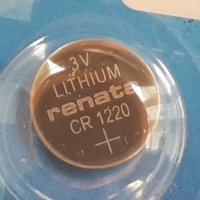 3V
LITHIUM
renata
CR 1220
+